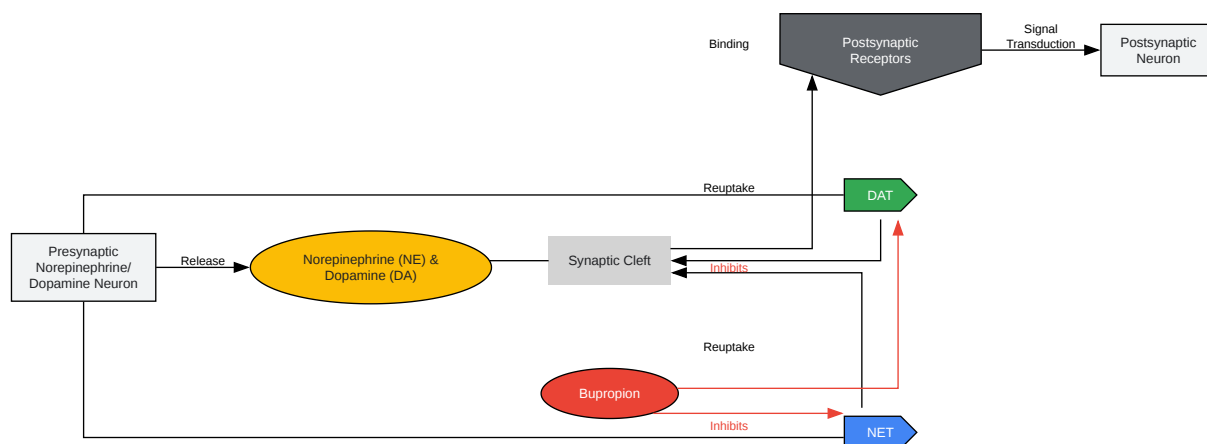 Binding
Postsynaptic
Receptors
Signal
Transduction
Postsynaptic
Neuron
Reuptake
DAT
Presynaptic
Norepinephrine/
Dopamine Neuron
Release
Norepinephrine (NE) &
Dopamine (DA)
Synaptic Cleft
Inhibits
Reuptake
Bupropion
Inhibits
NET